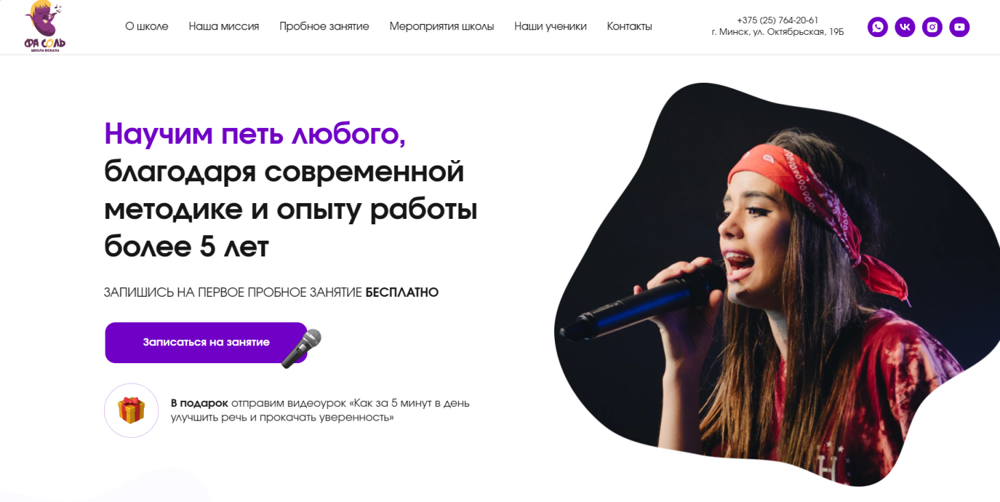 ФА СОЛЬ
ШКОЛА ВОКАЛА
О школе
Наша миссия
Пробное занятие
Мероприятия школы
Наши ученики
Контакты
+375 (25) 764-20-61
г. Минск, ул. Октябрьская, 19Б
Научим петь любого,
благодаря современной
методике и опыту работы
более 5 лет
ЗАПИШИСЬ НА ПЕРВОЕ ПРОБНОЕ ЗАНЯТИЕ БЕСПЛАТНО
Записаться на занятие
В подарок отправим видеоурок «Как за 5 минут в день
улучшить речь и прокачать уверенность»
H